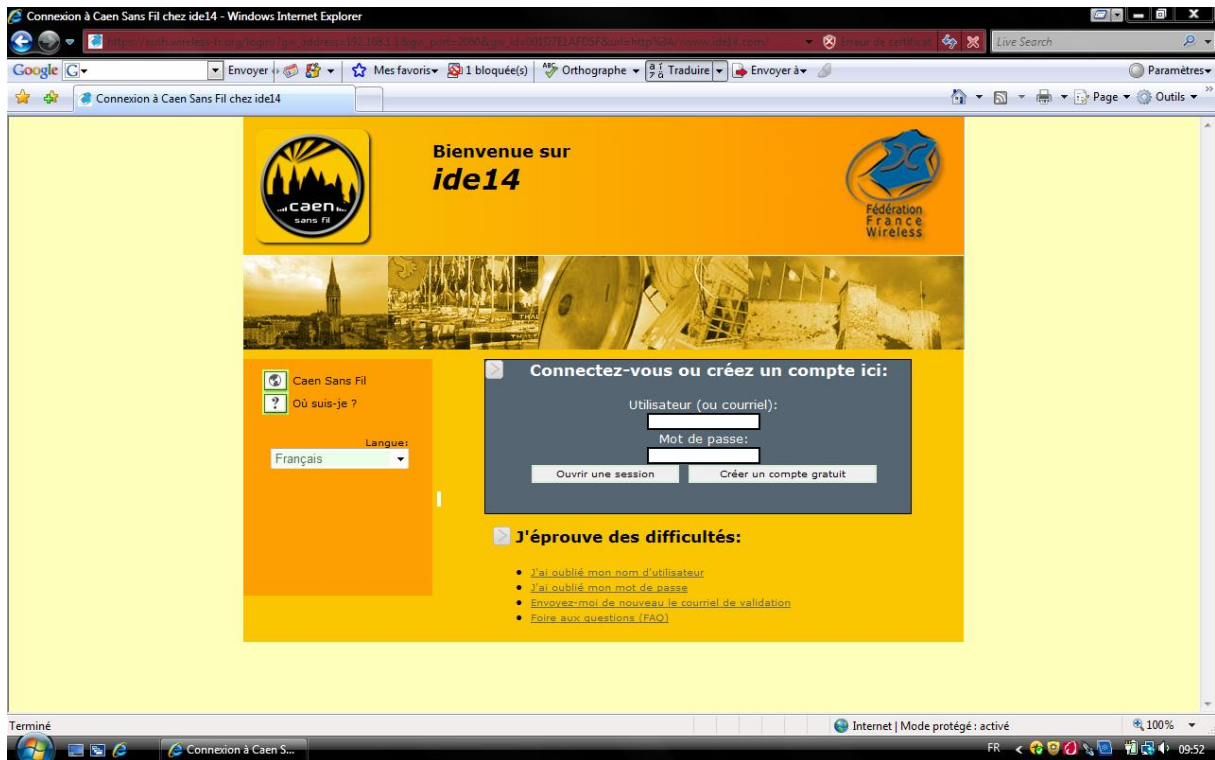 Connexion à Caen Sans Fil chez ide14 - Windows Internet Explorer
Erreur de certificat
Live Search
Google
Envoyer
Mes favoris
1 bloquée(s)
Orthographe
Traduire
Envoyer à
Paramètres
Connexion à Caen Sans Fil chez ide14
Page
Outils
caen
sans fil
Bienvenue sur
ide14
Fédération
France
Wireless
Caen Sans Fil
Où suis-je ?
Langue:
Français
Connectez-vous ou créez un compte ici:
Utilisateur (ou courriel):
Mot de passe:
Ouvrir une session
Créer un compte gratuit
J'éprouve des difficultés:
J'ai oublié mon nom d'utilisateur
J'ai oublié mon mot de passe
Envoyez-moi de nouveau le courriel de validation
Foire aux questions (FAQ)
Terminé
Internet | Mode protégé : activé
100%
Connexion à Caen S...
FR
09:52